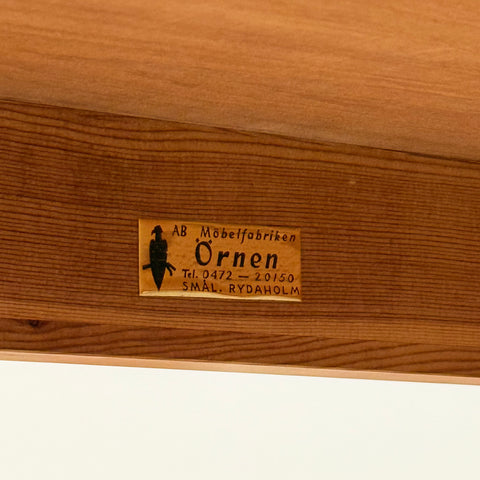 AB Möbelfabriken
Örnen
Tel. 0472 — 20150
SMÅL. RYDAHOLM